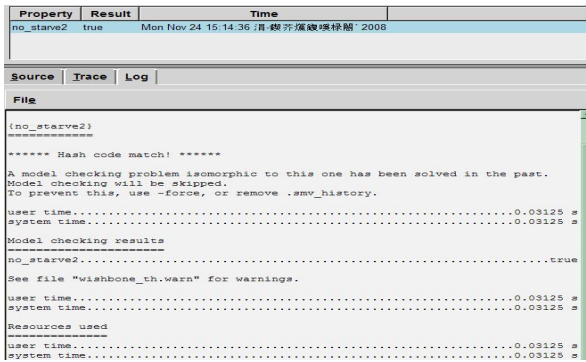 Property Result Time
no_starve2 true Mon Nov 24 15:14:36 2008
Source Trace Log
File
{no_starve2}
============
****** Hash code match! ******
A model checking problem isomorphic to this one has been solved in the past.
Model checking will be skipped.
To prevent this, use -force, or remove .smv_history.
user time.......................................................0.03125 s
system time.....................................................0.03125 s
Model checking results
======================
no_starve2..........................................................true
See file "wishbone_th.warn" for warnings.
user time.......................................................0.03125 s
system time.....................................................0.03125 s
Resources used
==============
user time.......................................................0.03125 s
system time.....................................................0.03125 s